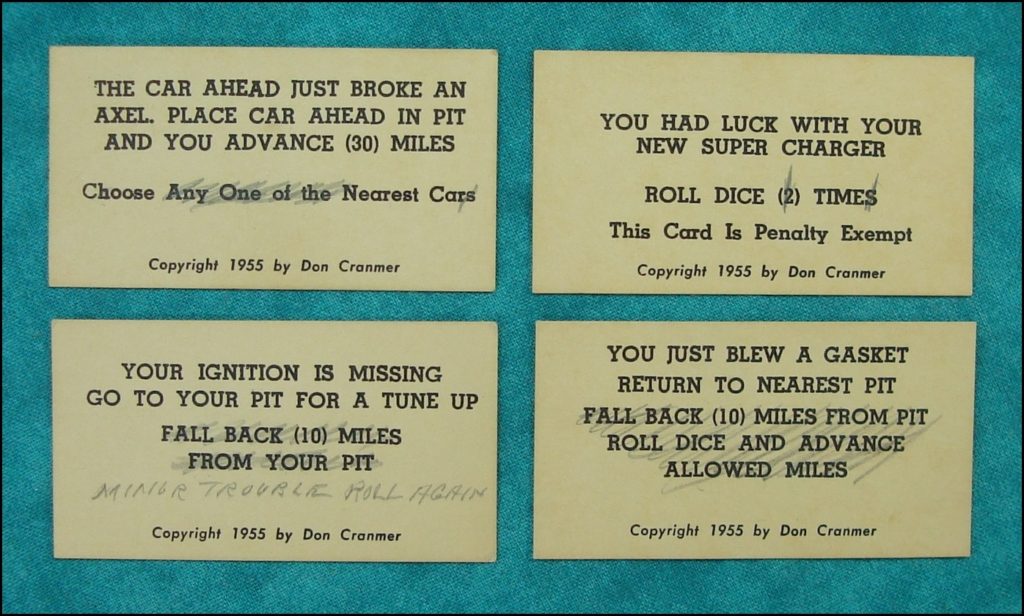 THE CAR AHEAD JUST BROKE AN
AXEL. PLACE CAR AHEAD IN PIT
AND YOU ADVANCE (30) MILES
Choose Any One of the Nearest Cars
Copyright 1955 by Don Cranmer
YOU HAD LUCK WITH YOUR
NEW SUPER CHARGER
ROLL DICE (2) TIMES
This Card Is Penalty Exempt
Copyright 1955 by Don Cranmer
YOUR IGNITION IS MISSING
GO TO YOUR PIT FOR A TUNE UP
FALL BACK (10) MILES
FROM YOUR PIT
MINOR TROUBLE ROLL AGAIN
Copyright 1955 by Don Cranmer
YOU JUST BLEW A GASKET
RETURN TO NEAREST PIT
FALL BACK (10) MILES FROM PIT
ROLL DICE AND ADVANCE
ALLOWED MILES
Copyright 1955 by Don Cranmer